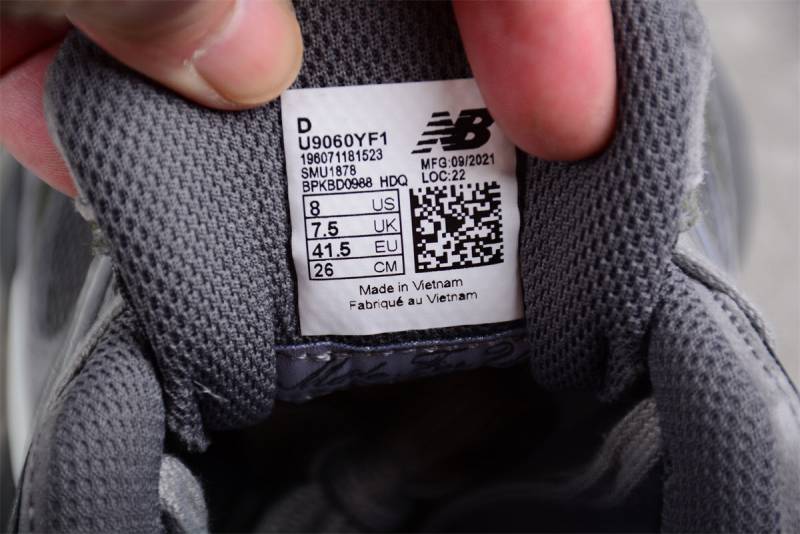 D
U9060YF1
196071181523
SMU1878
BPKBD0988 HDQ
NB
MFG:09/2021
LOC:22
8 US
7.5 UK
41.5 EU
26 CM
Made in Vietnam
Fabriqué au Vietnam